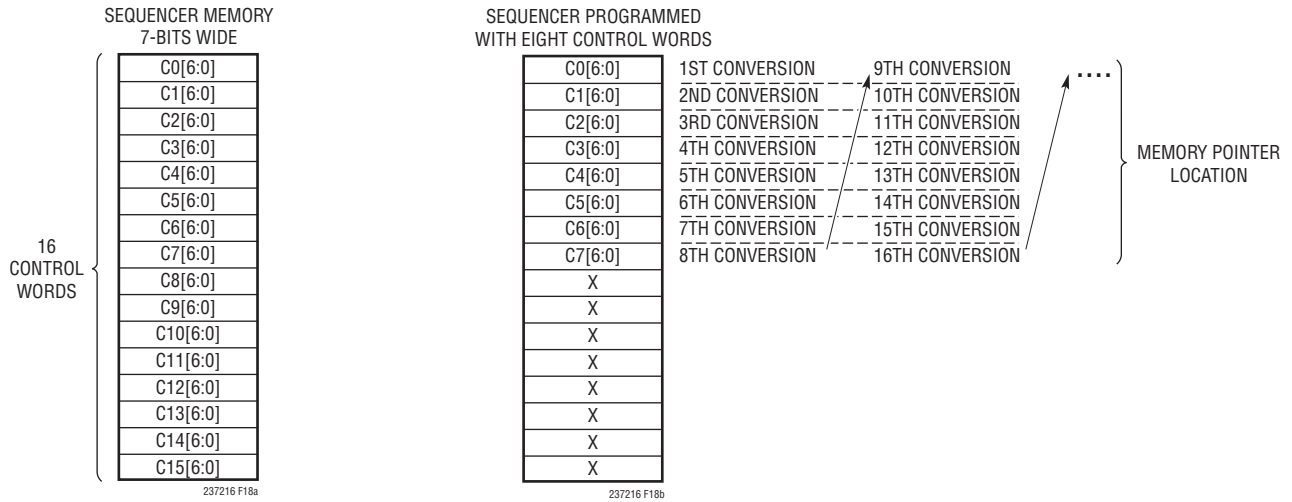 SEQUENCER MEMORY
7-BITS WIDE
C0[6:0]
C1[6:0]
C2[6:0]
C3[6:0]
C4[6:0]
C5[6:0]
C6[6:0]
C7[6:0]
C8[6:0]
C9[6:0]
C10[6:0]
C11[6:0]
C12[6:0]
C13[6:0]
C14[6:0]
C15[6:0]
16
CONTROL
WORDS
237216 F18a
SEQUENCER PROGRAMMED
WITH EIGHT CONTROL WORDS
C0[6:0] 1ST CONVERSION 9TH CONVERSION ....
C1[6:0] 2ND CONVERSION 10TH CONVERSION
C2[6:0] 3RD CONVERSION 11TH CONVERSION
C3[6:0] 4TH CONVERSION 12TH CONVERSION
C4[6:0] 5TH CONVERSION 13TH CONVERSION
C5[6:0] 6TH CONVERSION 14TH CONVERSION
C6[6:0] 7TH CONVERSION 15TH CONVERSION
C7[6:0] 8TH CONVERSION 16TH CONVERSION
X
X
X
X
X
X
X
X
MEMORY POINTER
LOCATION
237216 F18b